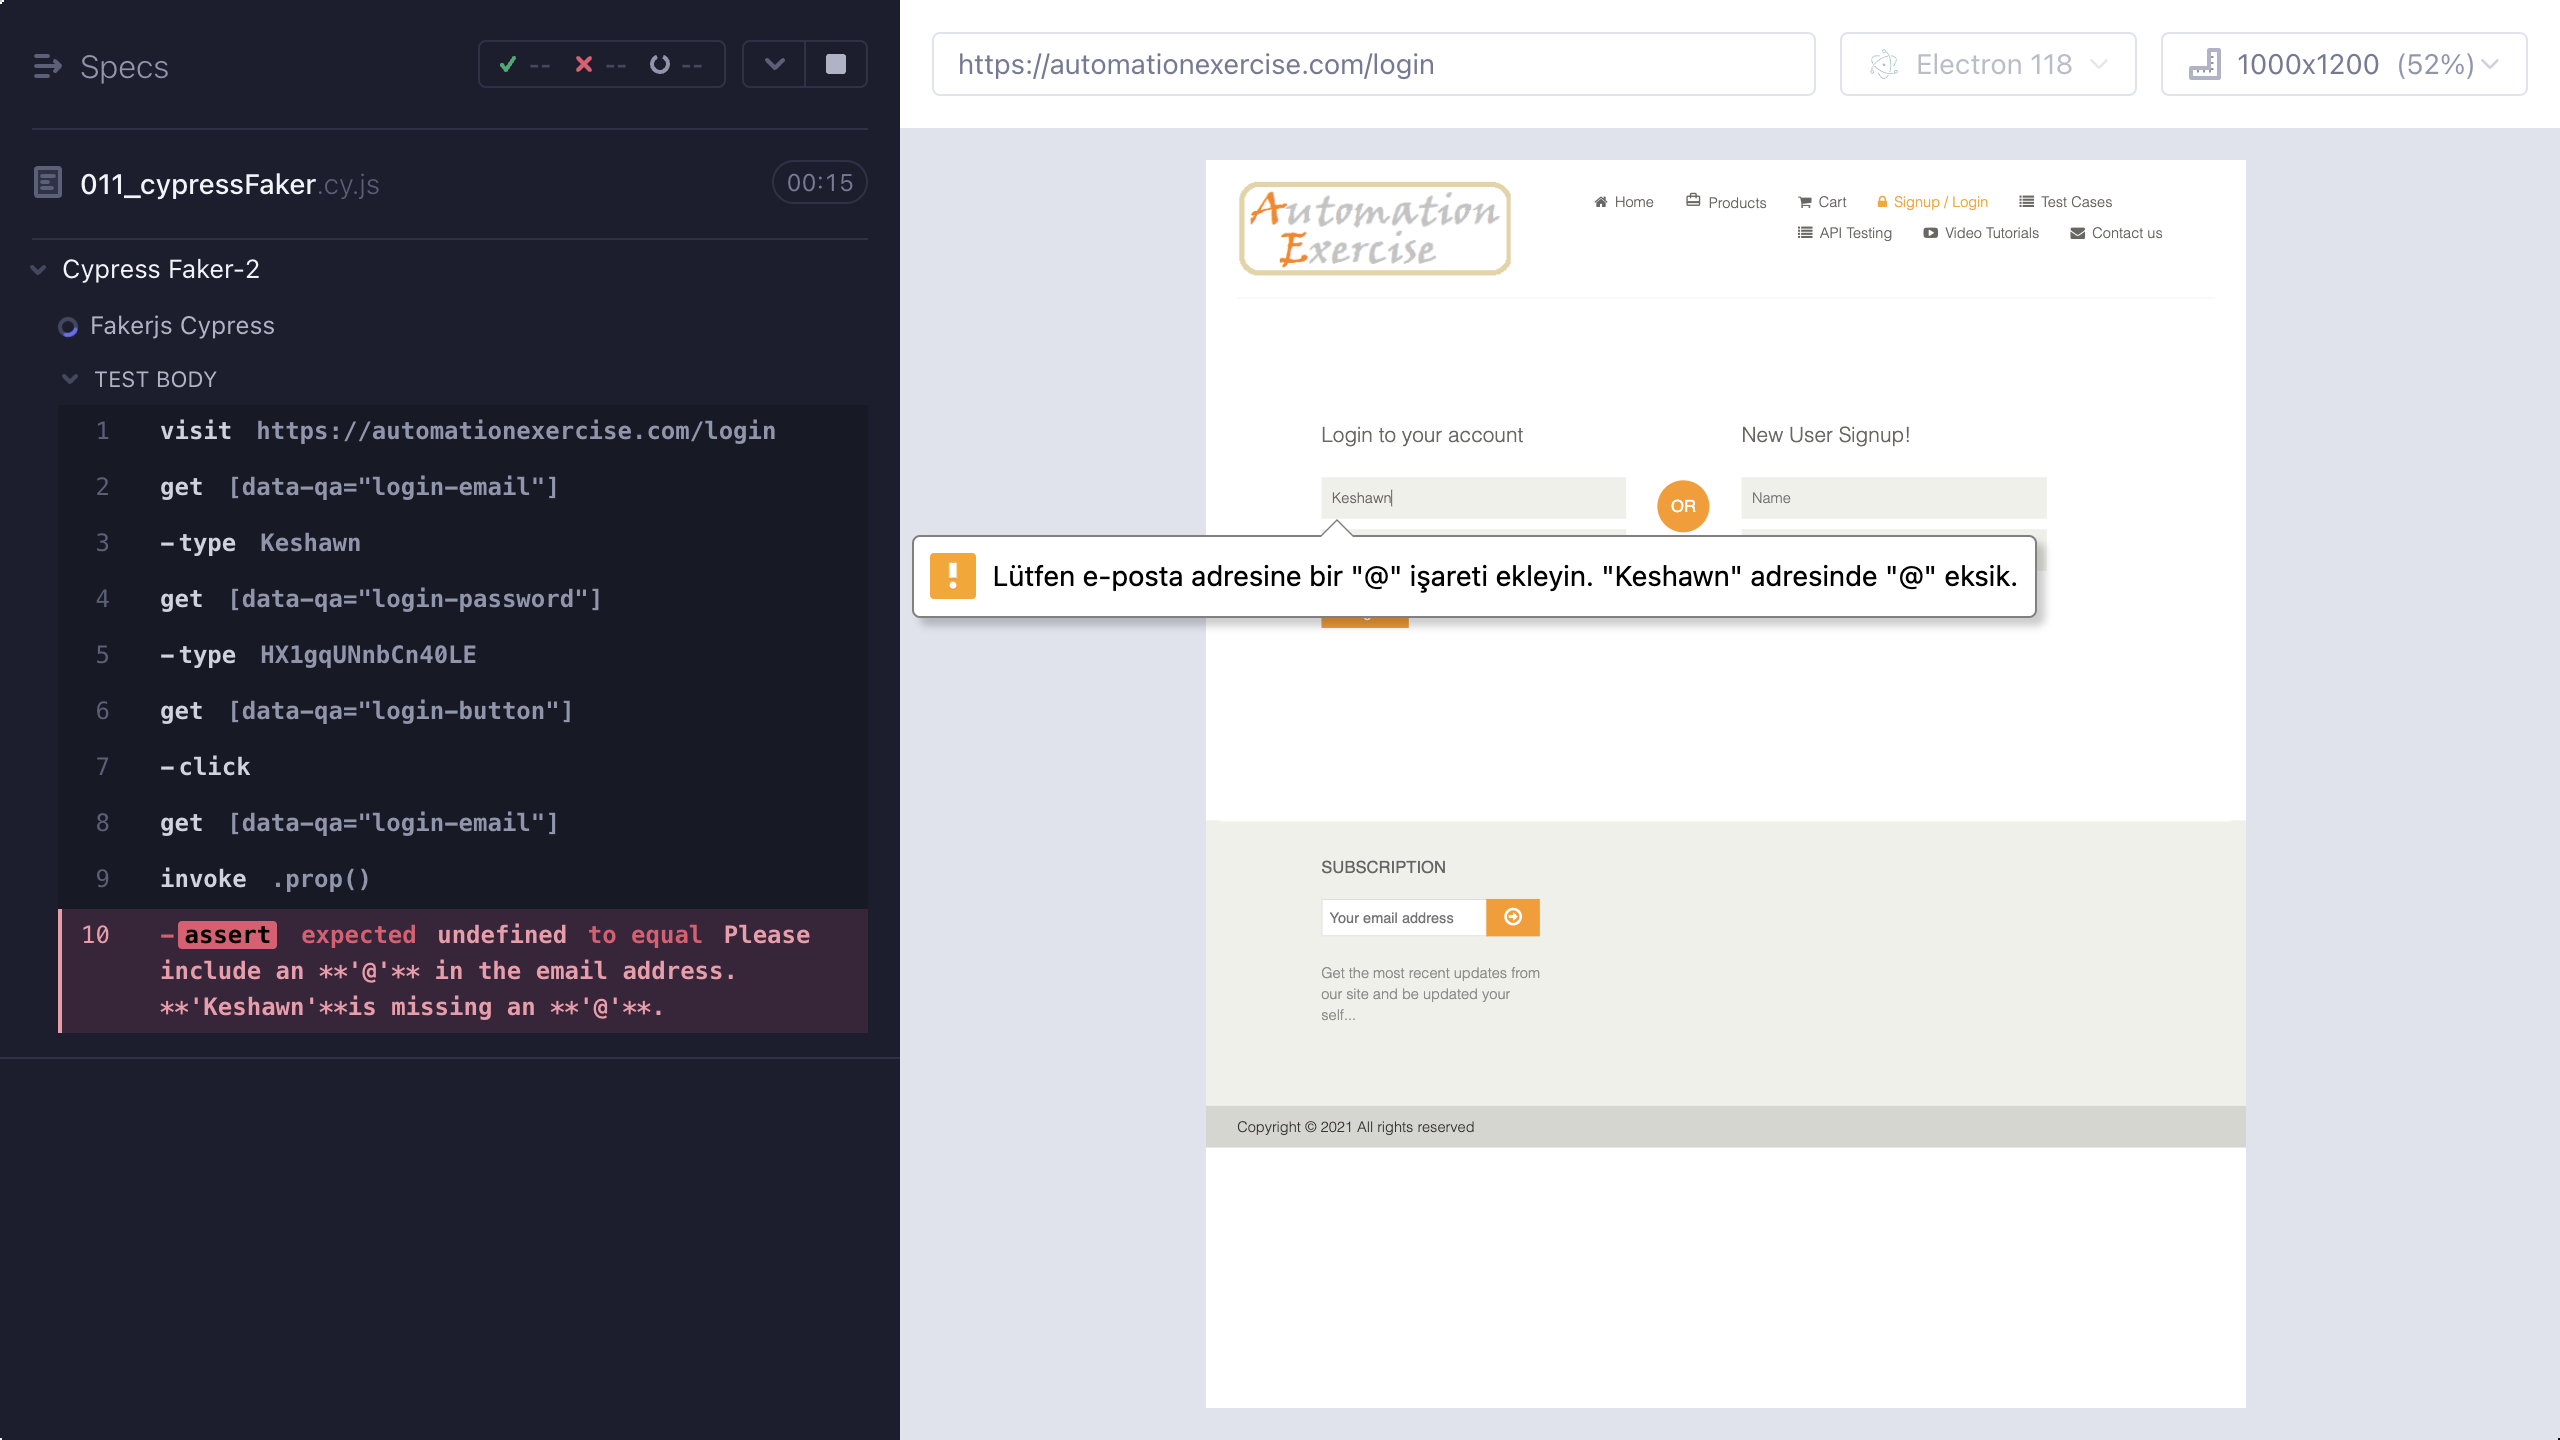 Specs
-- -- --
011_cypressFaker.cy.js
00:15
Cypress Faker-2
Fakerjs Cypress
TEST BODY
1 visit https://automationexercise.com/login
2 get [data-qa="login-email"]
3 -type Keshawn
4 get [data-qa="login-password"]
5 -type HX1gqUNnbCn40LE
6 get [data-qa="login-button"]
7 -click
8 get [data-qa="login-email"]
9 invoke .prop()
10 -assert expected undefined to equal Please
include an **'@'** in the email address.
**'Keshawn'**is missing an **'@'**.
https://automationexercise.com/login
Electron 118
1000x1200 (52%)
Automation
Exercise
Home
Products
Cart
Signup / Login
Test Cases
API Testing
Video Tutorials
Contact us
Login to your account
Keshawn
OR
New User Signup!
Name
Lütfen e-posta adresine bir "@" işareti ekleyin. "Keshawn" adresinde "@" eksik.
SUBSCRIPTION
Your email address
Get the most recent updates from
our site and be updated your
self...
Copyright © 2021 All rights reserved